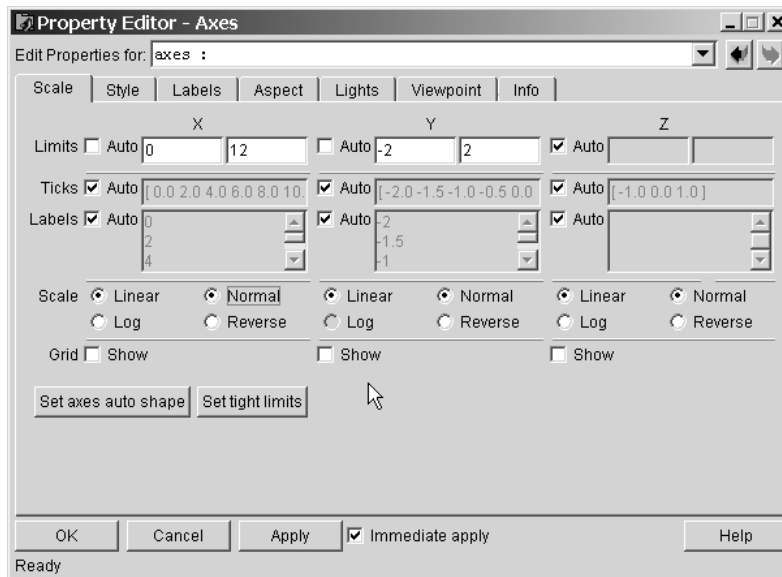 Property Editor - Axes
Edit Properties for: axes :
Scale Style Labels Aspect Lights Viewpoint Info
X Y Z
Limits Auto 0 12 Auto -2 2 Auto
Ticks Auto [ 0.0 2.0 4.0 6.0 8.0 10. Auto [ -2.0 -1.5 -1.0 -0.5 0.0 Auto [ -1.0 0.0 1.0 ]
Labels Auto 0 Auto -2 Auto
2 -1.5
4 -1
Scale Linear Normal Linear Normal Linear Normal
Log Reverse Log Reverse Log Reverse
Grid Show Show Show
Set axes auto shape Set tight limits
OK Cancel Apply Immediate apply Help
Ready